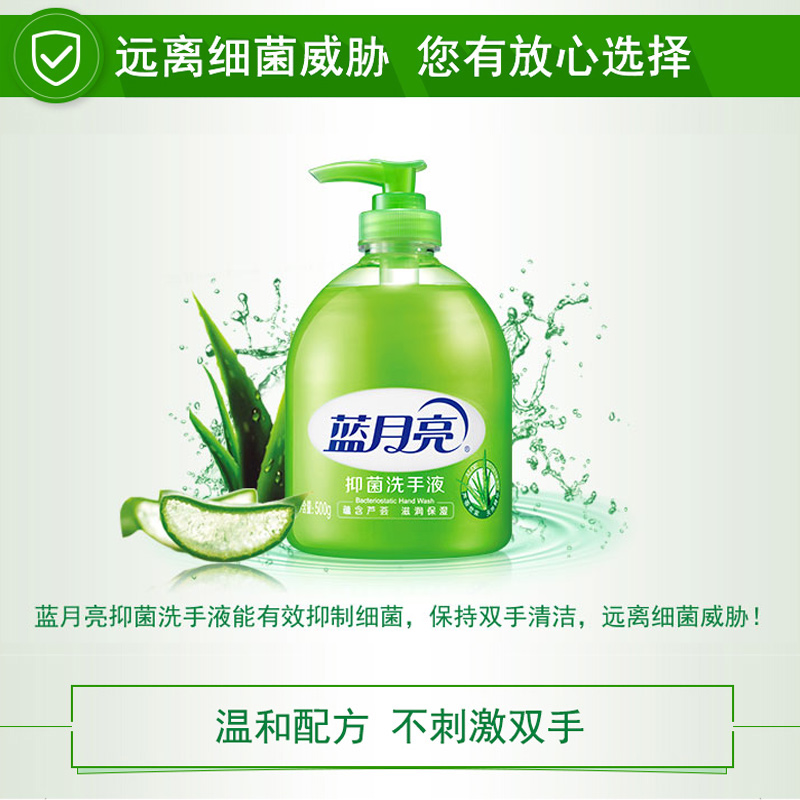 远离细菌威胁 您有放心选择
蓝月亮®
抑菌洗手液
Bacteriostatic Hand Wash
蕴含芦荟 滋润保湿
含量:500g
蓝月亮抑菌洗手液能有效抑制细菌，保持双手清洁，远离细菌威胁！
温和配方 不刺激双手